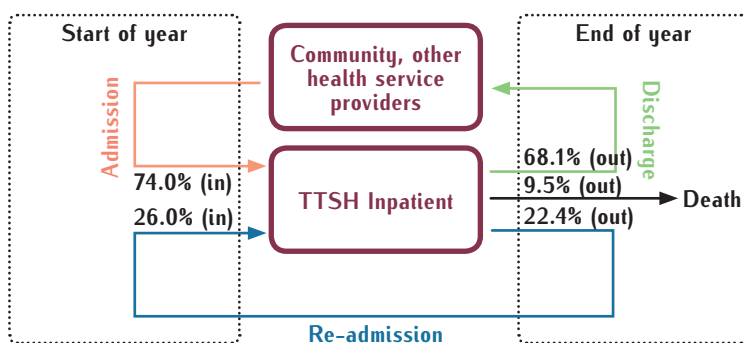 Start of year
End of year
Community, other
health service
providers
Admission
Discharge
74.0% (in)
26.0% (in)
TTSH Inpatient
68.1% (out)
9.5% (out)
22.4% (out)
Death
Re-admission